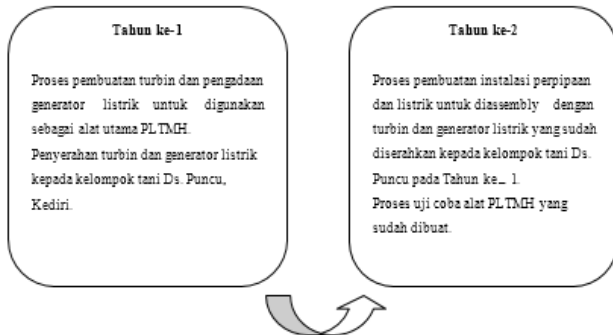 Tahun ke-1
Proses pembuatan turbin dan pengadaan
generator listrik untuk digunakan
sebagai alat utama PLTMH.
Penyerahan turbin dan generator listrik
kepada kelompok tani Ds. Puncu,
Kediri.
Tahun ke-2
Proses pembuatan instalasi perpipaan
dan listrik untuk diassembly dengan
turbin dan generator listrik yang sudah
diserahkan kepada kelompok tani Ds.
Puncu pada Tahun ke_ 1.
Proses uji coba alat PLTMH yang
sudah dibuat.